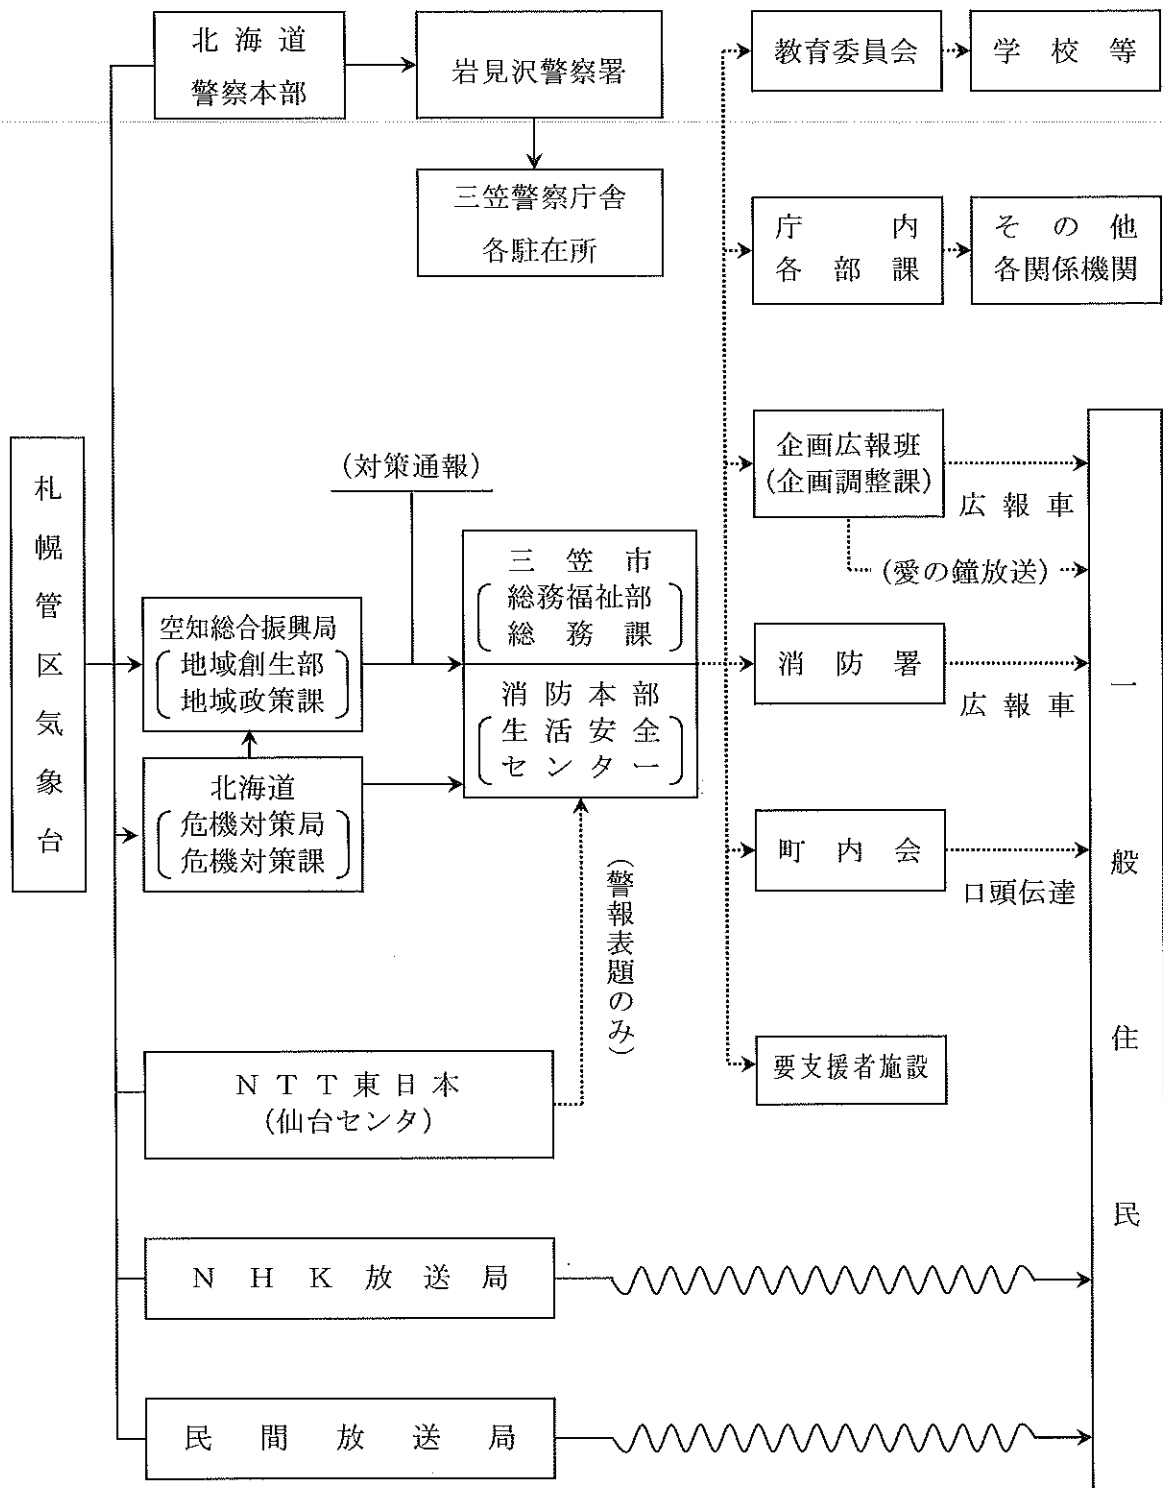 北海道
警察本部
岩見沢警察署
三笠警察庁舎
各駐在所
教育委員会
学校等
庁内
各部課
その他
各関係機関
札幌管区気象台
(対策通報)
空知総合振興局
地域創生部
地域政策課
北海道
危機対策局
危機対策課
三笠市
総務福祉部
総務課
消防本部
生活安全
センター
(警報表題のみ)
企画広報班
(企画調整課)
広報車
(愛の鐘放送)
消防署
広報車
町内会
口頭伝達
要支援者施設
一般住民
NTT東日本
(仙台センタ)
NHK放送局
民間放送局